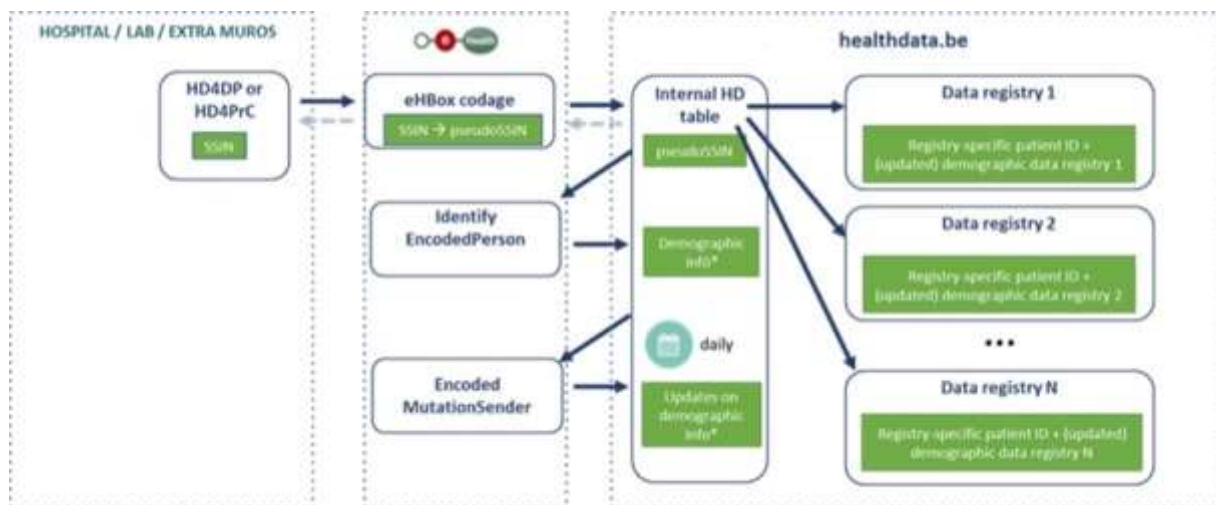 HOSPITAL / LAB / EXTRA MUROS
HD4DP or
HD4PrC
SSIN
eHealth
eHBox codage
SSIN → pseudoSSIN
Identify
EncodedPerson
Encoded
MutationSender
healthdata.be
Internal HD
table
pseudoSSIN
Demographic
info*
daily
Updates on
demographic
info*
Data registry 1
Registry specific patient ID +
(updated) demographic data registry 1
Data registry 2
Registry specific patient ID +
(updated) demographic data registry 2
...
Data registry N
Registry specific patient ID + (updated)
demographic data registry N